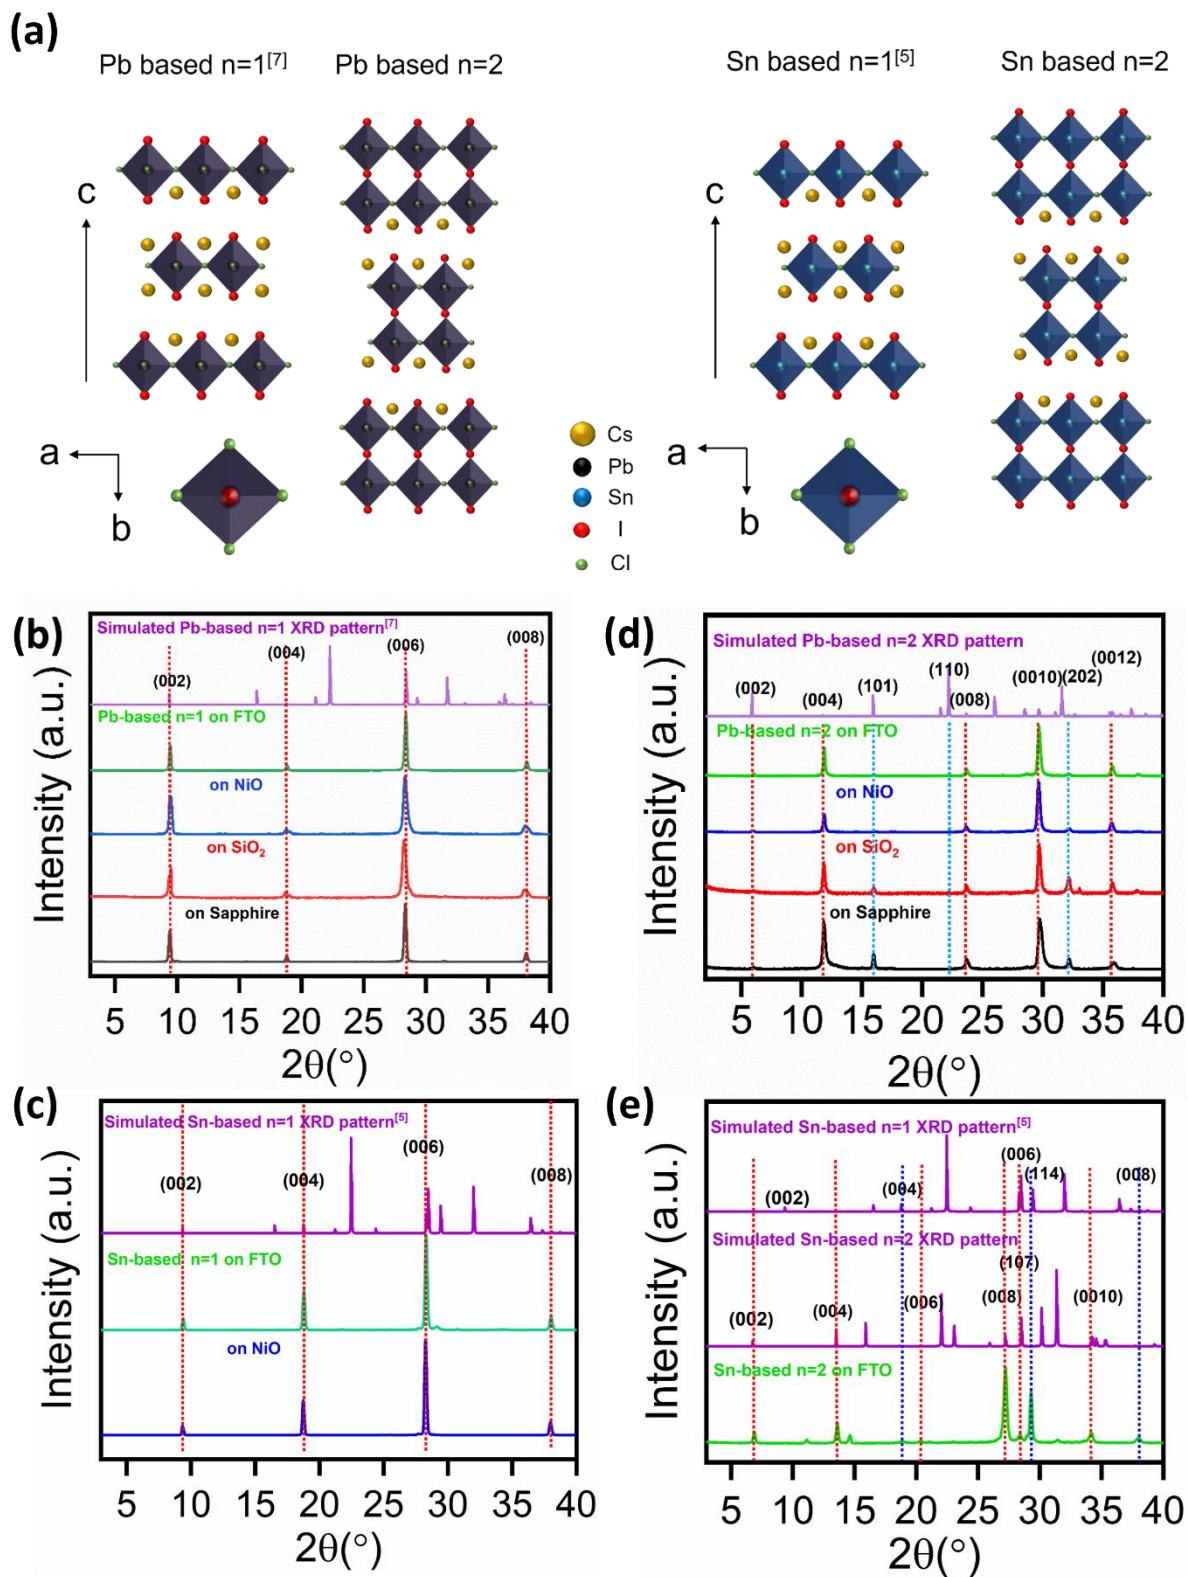 (a)
Pb based n=1[7]
Pb based n=2
Sn based n=1[5]
Sn based n=2
c
a
b
Cs
Pb
Sn
I
Cl
c
a
b
(b)
Simulated Pb-based n=1 XRD pattern[7]
(002)
(004)
(006)
(008)
Pb-based n=1 on FTO
on NiO
on SiO₂
on Sapphire
Intensity (a.u.)
5 10 15 20 25 30 35 40
2θ(°)
(d)
Simulated Pb-based n=2 XRD pattern
(002)
(004)
(101)
(110)
(008)
(0010)
(202)
(0012)
Pb-based n=2 on FTO
on NiO
on SiO₂
on Sapphire
Intensity (a.u.)
5 10 15 20 25 30 35 40
2θ(°)
(c)
Simulated Sn-based n=1 XRD pattern[5]
(002)
(004)
(006)
(008)
Sn-based n=1 on FTO
on NiO
Intensity (a.u.)
5 10 15 20 25 30 35 40
2θ(°)
(e)
Simulated Sn-based n=1 XRD pattern[5]
(002)
(004)
(006)
(114)
(008)
Simulated Sn-based n=2 XRD pattern
(002)
(004)
(006)
(008)
(107)
(0010)
Sn-based n=2 on FTO
Intensity (a.u.)
5 10 15 20 25 30 35 40
2θ(°)